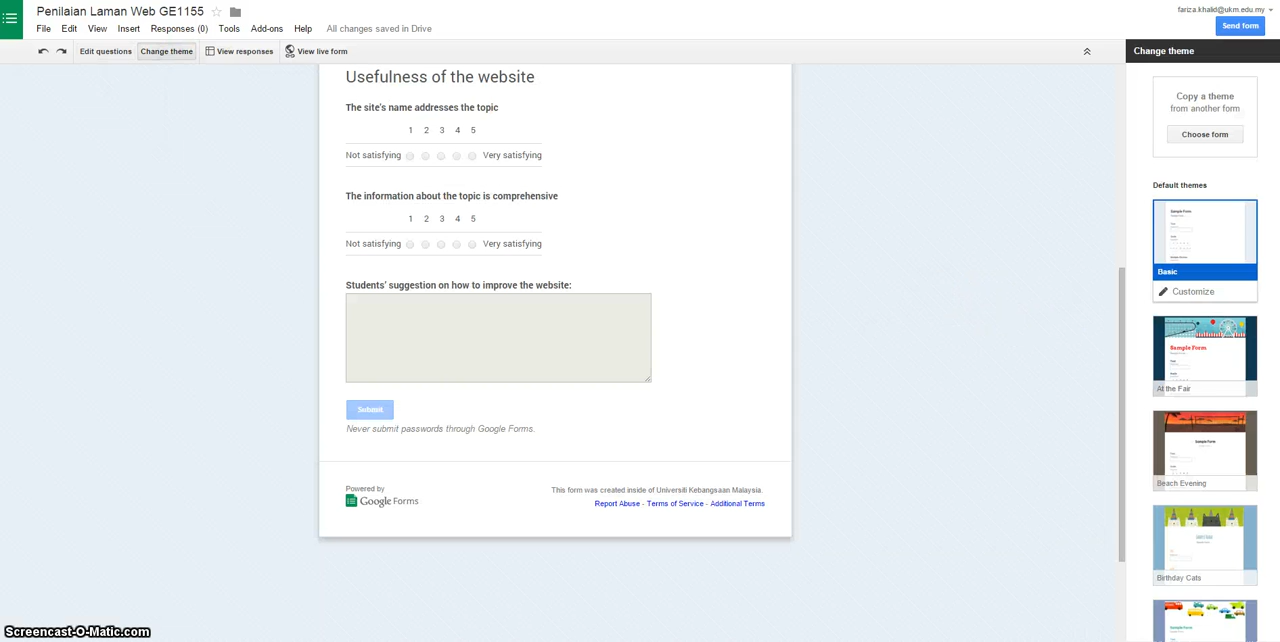 Penilaian Laman Web GE1155
fariza.khalid@ukm.edu.my
File Edit View Insert Responses (0) Tools Add-ons Help All changes saved in Drive
Send form
Edit questions Change theme View responses View live form
Change theme
Usefulness of the website
The site's name addresses the topic
1 2 3 4 5
Not satisfying Very satisfying
The information about the topic is comprehensive
1 2 3 4 5
Not satisfying Very satisfying
Students' suggestion on how to improve the website:
Submit
Never submit passwords through Google Forms.
Powered by
Google Forms
This form was created inside of Universiti Kebangsaan Malaysia.
Report Abuse - Terms of Service - Additional Terms
Copy a theme
from another form
Choose form
Default themes
Sample Form
Basic
Customize
Sample Form
At the Fair
Sample Form
Beach Evening
Birthday Cats
Screencast-O-Matic.com